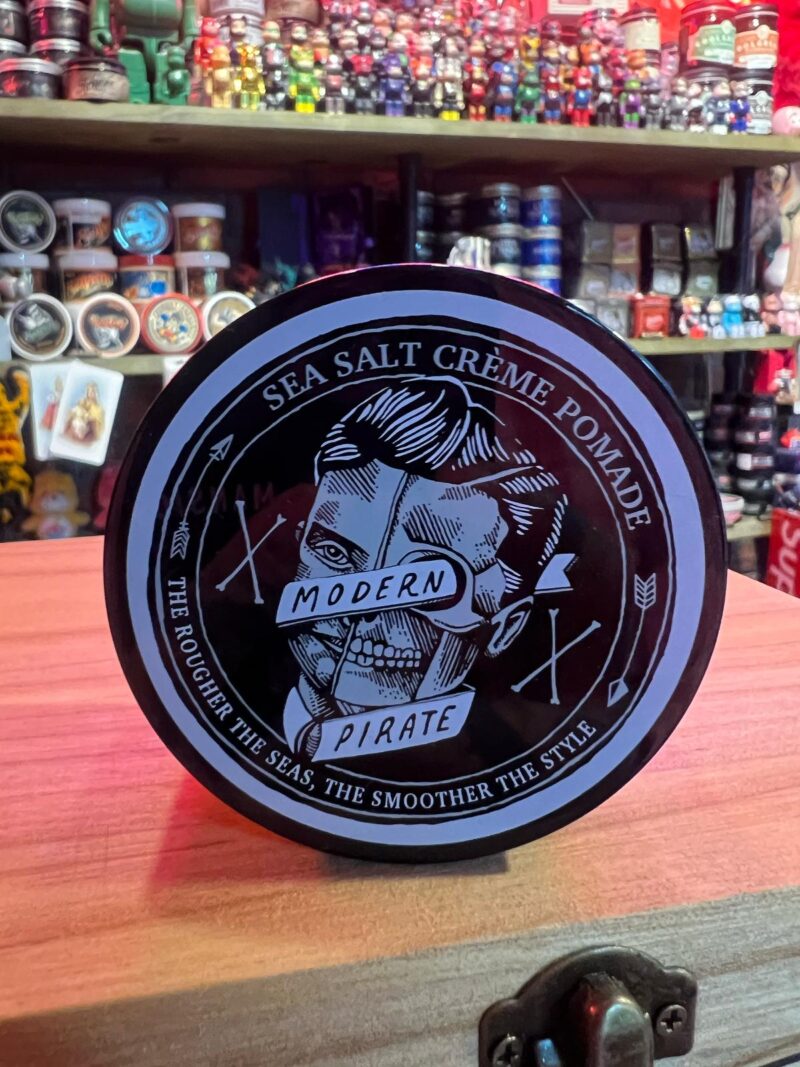 SEA SALT CRÈME POMADE
MODERN
PIRATE
THE ROUGHER THE SEAS, THE SMOOTHER THE STYLE